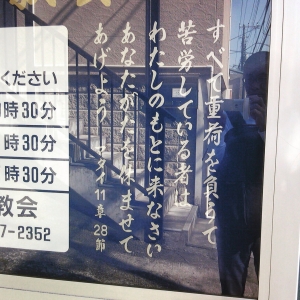 すべて重荷を負うて
苦労している者は
わたしのもとに来なさい
あなたがたを休ませて
あげよう マタイ11章28節
ください
時30分
時30分
時30分
教会
7-2352